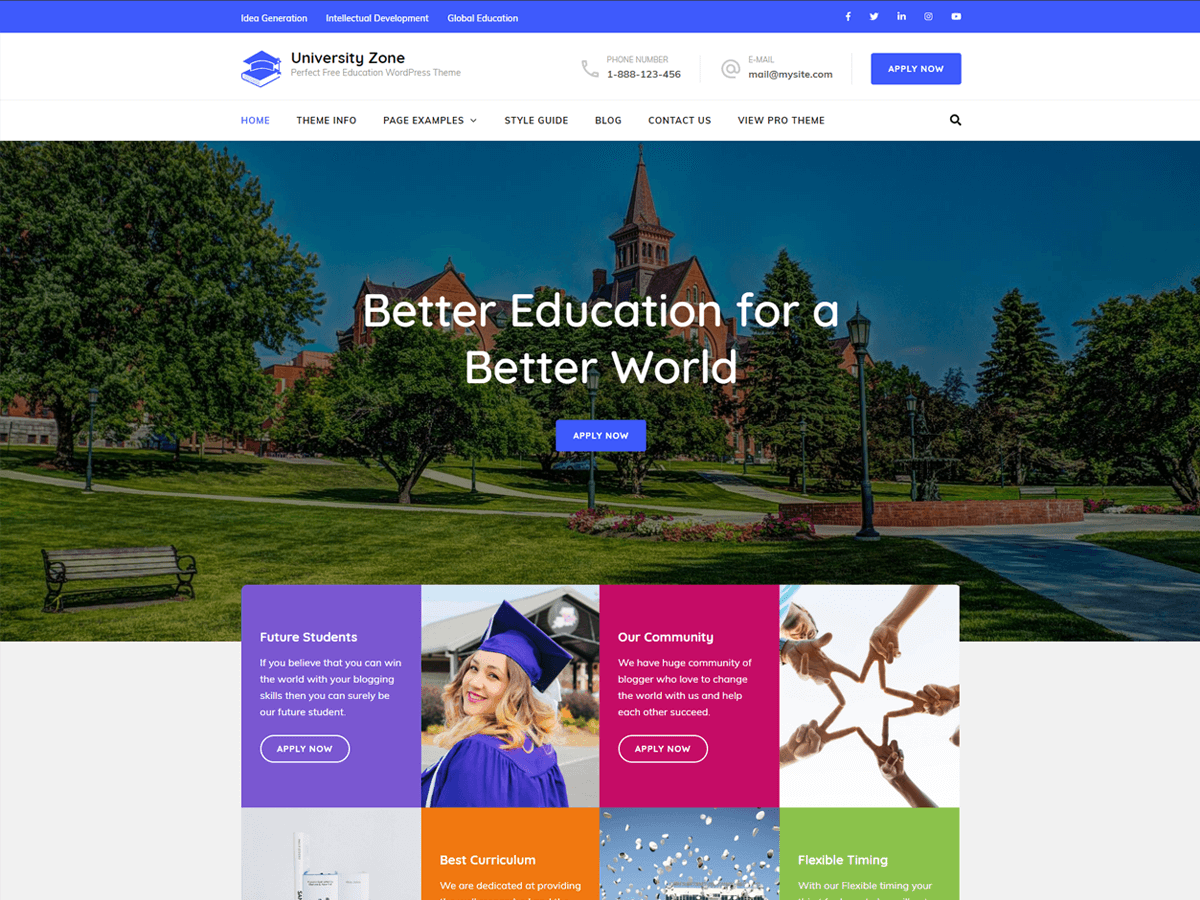 Idea Generation Intellectual Development Global Education
University Zone
Perfect Free Education WordPress Theme
PHONE NUMBER
1-888-123-456
E-MAIL
mail@mysite.com
APPLY NOW
HOME THEME INFO PAGE EXAMPLES STYLE GUIDE BLOG CONTACT US VIEW PRO THEME
Better Education for a
Better World
APPLY NOW
Future Students
If you believe that you can win
the world with your blogging
skills then you can surely be
our future student.
APPLY NOW
Our Community
We have huge community of
blogger who love to change
the world with us and help
each other succeed.
APPLY NOW
Best Curriculum
We are dedicated at providing
Flexible Timing
With our Flexible timing your